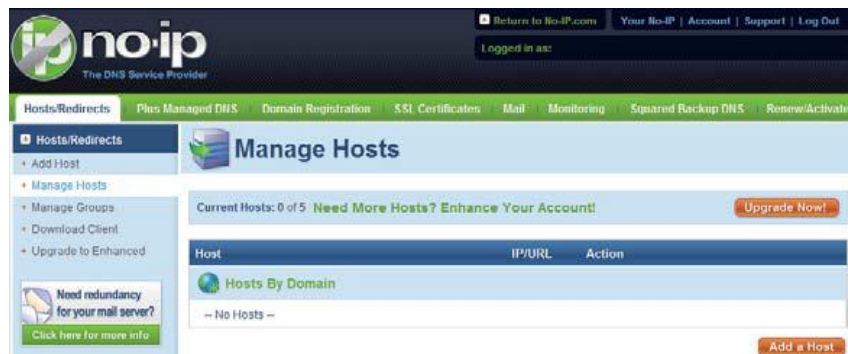 no-ip
The DNS Service Provider
Return to No-IP.com
Your No-IP | Account | Support | Log Out
Logged in as:
Hosts/Redirects
Plus Managed DNS
Domain Registration
SSL Certificates
Mail
Monitoring
Squared Backup DNS
Renew/Activate
Hosts/Redirects
Add Host
Manage Hosts
Manage Groups
Download Client
Upgrade to Enhanced
Need redundancy
for your mail server?
Click here for more info
Manage Hosts
Current Hosts: 0 of 5 Need More Hosts? Enhance Your Account!
Upgrade Now!
Host IP/URL Action
Hosts By Domain
-- No Hosts --
Add a Host